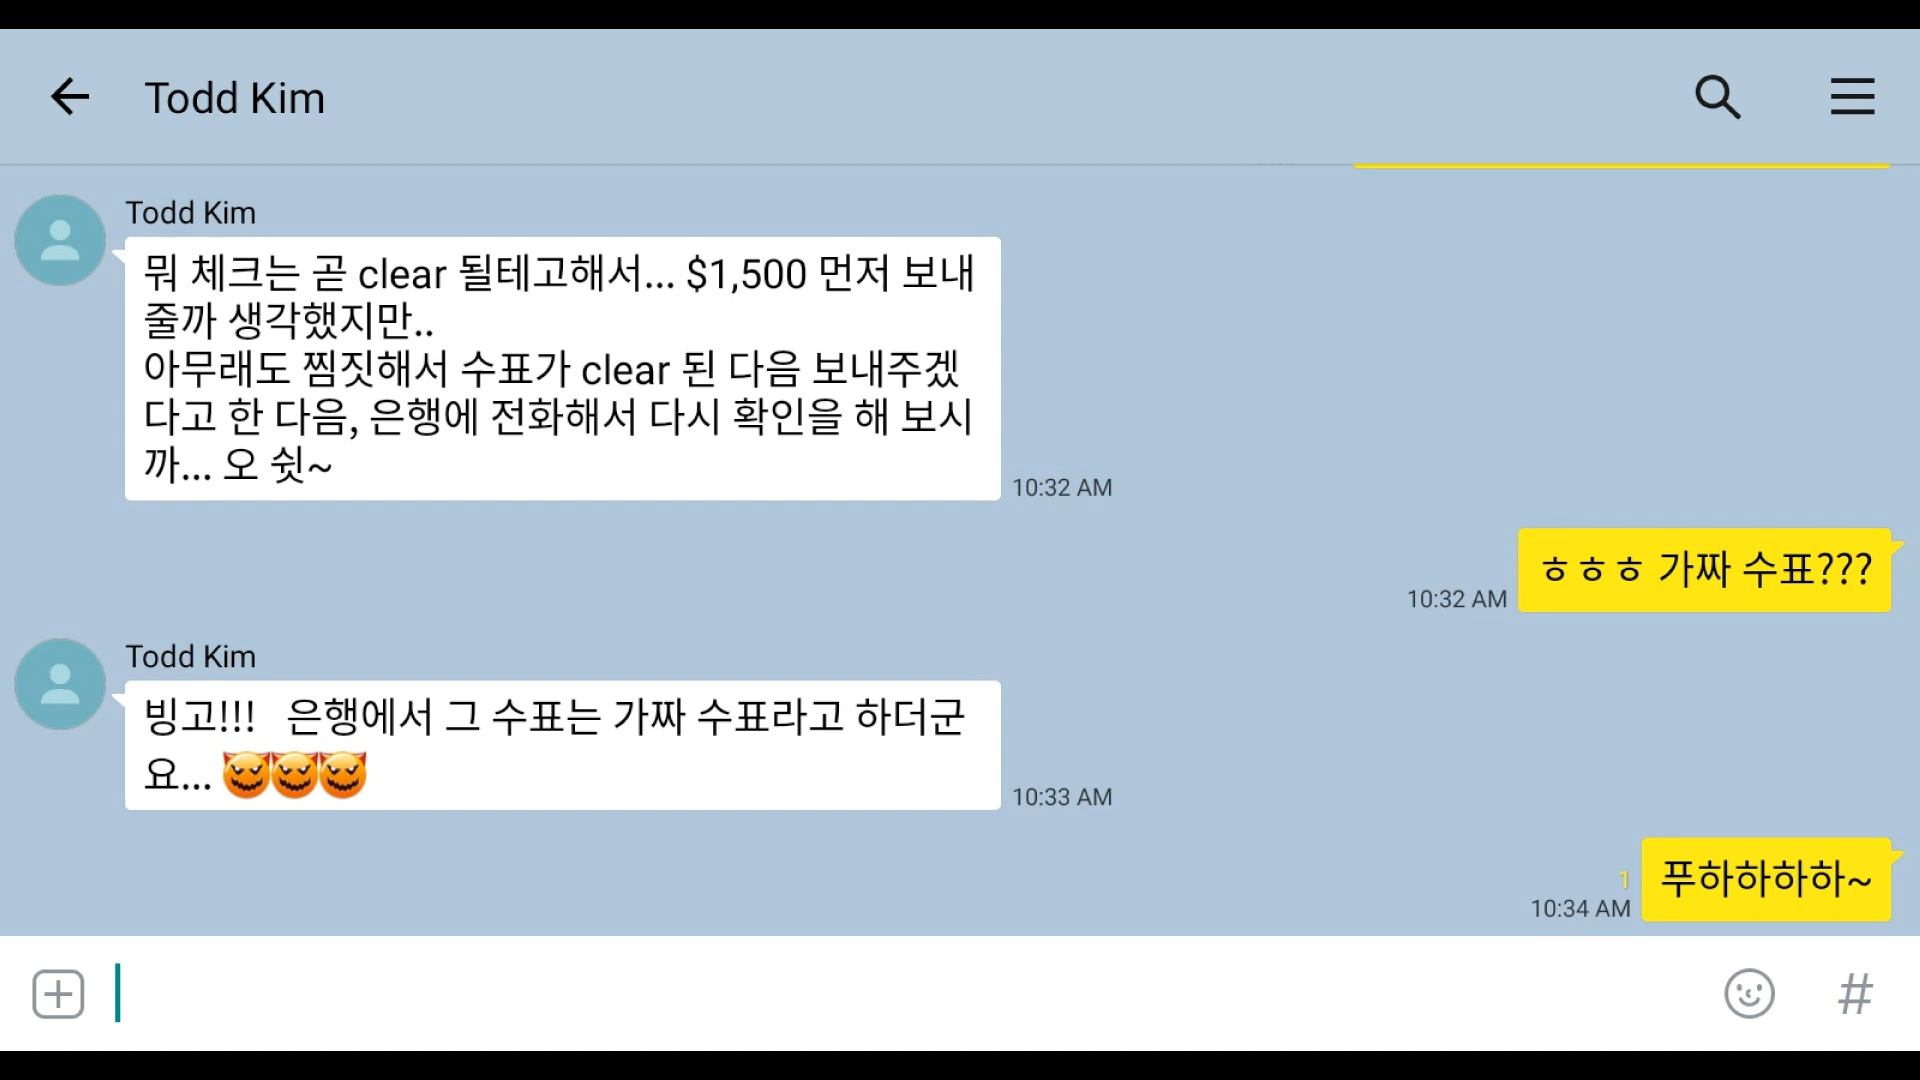 Todd Kim
Todd Kim
뭐 체크는 곧 clear 될테고해서... $1,500 먼저 보내
줄까 생각했지만..
아무래도 찜짓해서 수표가 clear 된 다음 보내주겠
다고 한 다음, 은행에 전화해서 다시 확인을 해 보시
까... 오 쉿~
10:32 AM
ㅎㅎㅎ 가짜 수표???
10:32 AM
Todd Kim
빙고!!! 은행에서 그 수표는 가짜 수표라고 하더군
요...
10:33 AM
푸하하하하~
1
10:34 AM
#